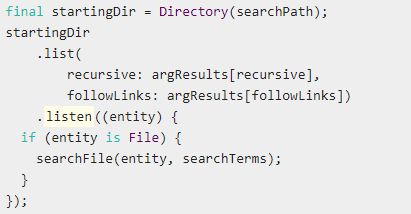 final startingDir = Directory(searchPath);
startingDir
    .list(
        recursive: argResults[recursive],
        followLinks: argResults[followLinks])
    .listen((entity) {
  if (entity is File) {
    searchFile(entity, searchTerms);
  }
});